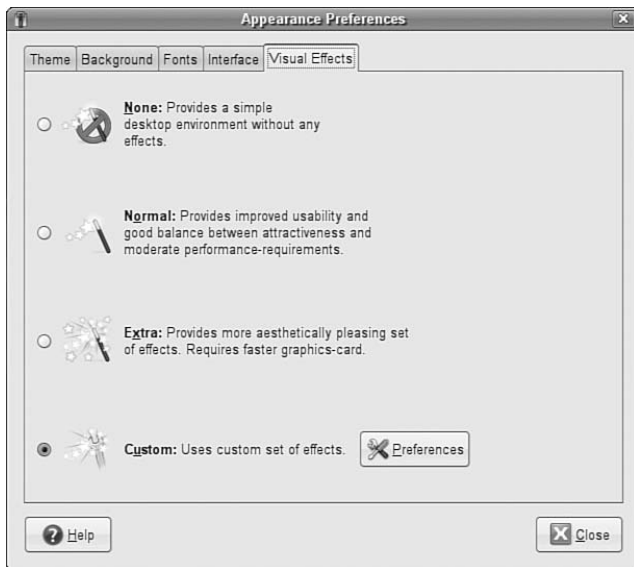 Appearance Preferences
Theme Background Fonts Interface Visual Effects
None: Provides a simple
desktop environment without any
effects.
Normal: Provides improved usability and
good balance between attractiveness and
moderate performance-requirements.
Extra: Provides more aesthetically pleasing set
of effects. Requires faster graphics-card.
Custom: Uses custom set of effects. Preferences
Help Close